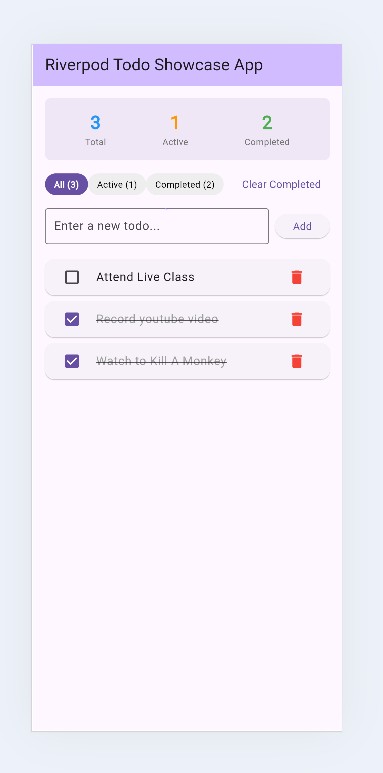 Riverpod Todo Showcase App
3 1 2
Total Active Completed
All (3) Active (1) Completed (2) Clear Completed
Enter a new todo... Add
Attend Live Class
Record youtube video
Watch to Kill A Monkey